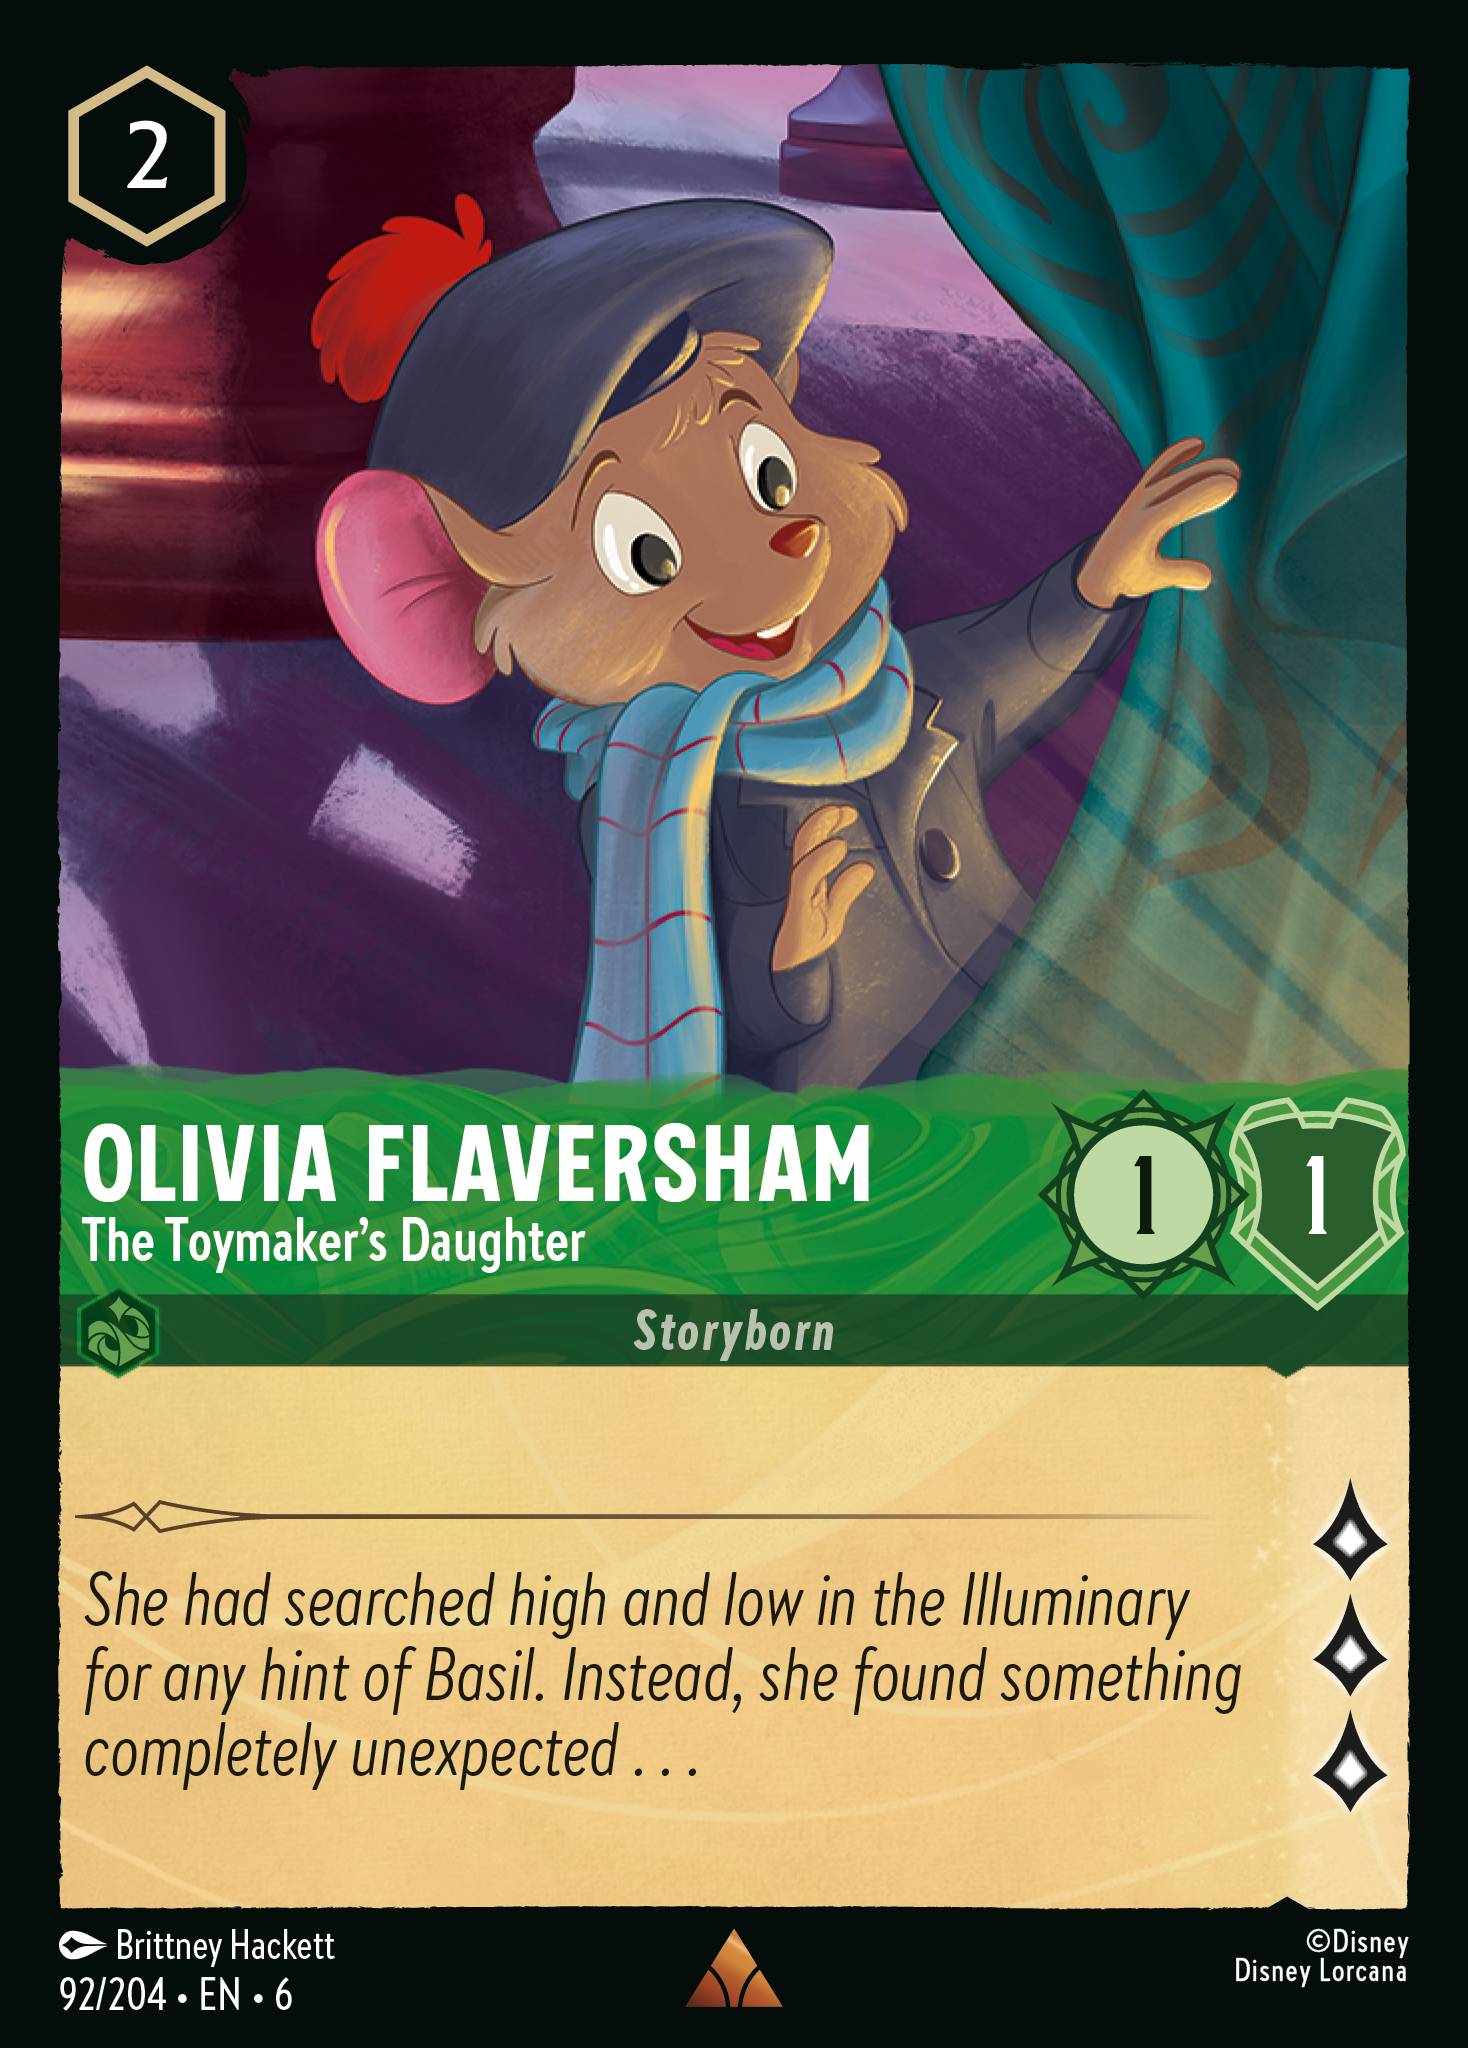 2
OLIVIA FLAVERSHAM
The Toymaker’s Daughter
1 1
Storyborn
She had searched high and low in the Illuminary
for any hint of Basil. Instead, she found something
completely unexpected . . .
Brittney Hackett
92/204 • EN • 6
©Disney
Disney Lorcana